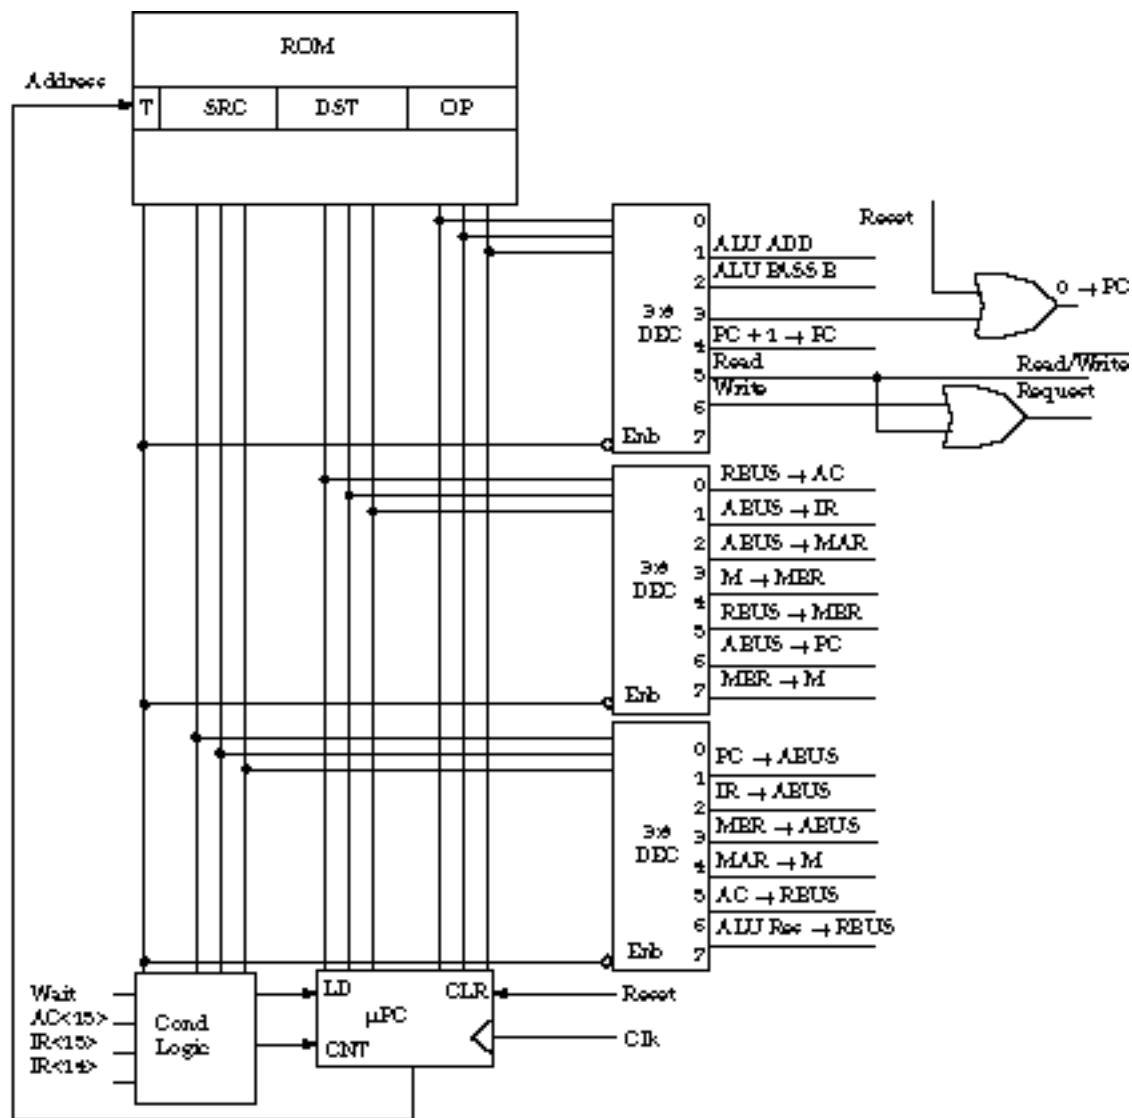 ROM
Address
T SRC DST OP
Reset
0
1 ALU ADD
2 ALU PASS B
0 → PC
3:8 DEC
3
4 PC + 1 → PC
5 Read
Read/Write
6 Write
Request
Enb 7
0 RBUS → AC
1 ABUS → IR
2 ABUS → MAR
3:8 DEC
3 M → MBR
4 RBUS → MBR
5 ABUS → PC
6 MBR → M
Enb 7
0 PC → ABUS
1 IR → ABUS
2 MBR → ABUS
3:8 DEC
3
4 MAR → M
5 AC → RBUS
6 ALU Res → RBUS
Enb 7
Wait
AC<15>
IR<15>
IR<14>
Cond Logic
LD CLR
µPC
CNT
Reset
Clk